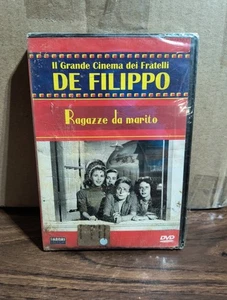 Il Grande Cinema dei Fratelli
DE FILIPPO
Ragazze da marito
DVD